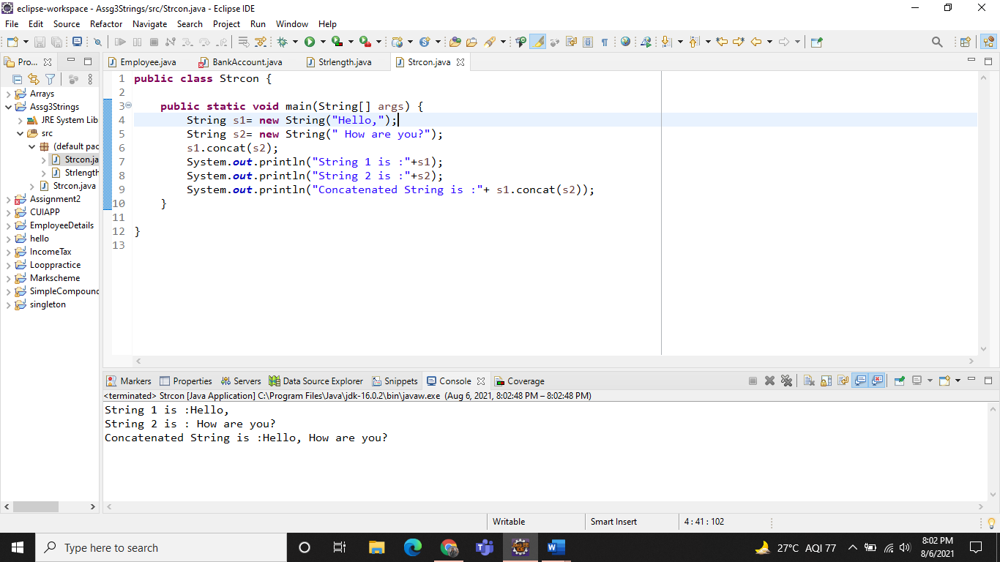 eclipse-workspace - Assg3Strings/src/Strcon.java - Eclipse IDE
File Edit Source Refactor Navigate Search Project Run Window Help
Pro...
Employee.java BankAccount.java Strlength.java Strcon.java
Arrays
Assg3Strings
JRE System Lib
src
(default pac
Strcon.ja
Strlength
Strcon.java
Assignment2
CUIAPP
EmployeeDetails
hello
IncomeTax
Looppractice
Markscheme
SimpleCompound
singleton
1 public class Strcon {
2
3 public static void main(String[] args) {
4 String s1= new String("Hello,");
5 String s2= new String(" How are you?");
6 s1.concat(s2);
7 System.out.println("String 1 is :"+s1);
8 System.out.println("String 2 is :"+s2);
9 System.out.println("Concatenated String is :"+ s1.concat(s2));
10 }
11
12 }
13
Markers Properties Servers Data Source Explorer Snippets Console Coverage
<terminated> Strcon [Java Application] C:\Program Files\Java\jdk-16.0.2\bin\javaw.exe (Aug 6, 2021, 8:02:48 PM – 8:02:48 PM)
String 1 is :Hello,
String 2 is : How are you?
Concatenated String is :Hello, How are you?
Writable Smart Insert 4 : 41 : 102
Type here to search
27°C AQI 77
8:02 PM
8/6/2021